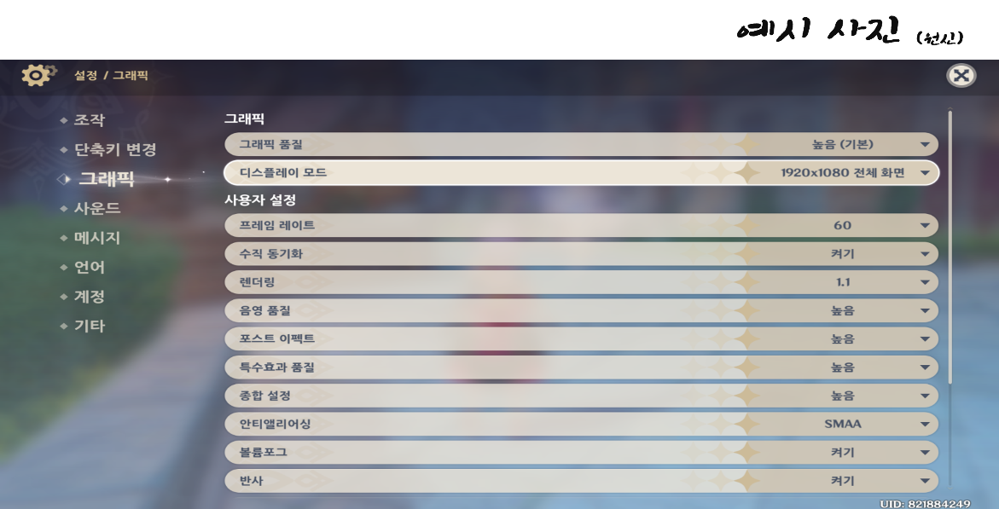 예시 사진 (원신)
설정 / 그래픽
조작
단축키 변경
그래픽
사운드
메시지
언어
계정
기타
그래픽
그래픽 품질 높음 (기본)
디스플레이 모드 1920x1080 전체 화면
사용자 설정
프레임 레이트 60
수직 동기화 켜기
렌더링 1.1
음영 품질 높음
포스트 이펙트 높음
특수효과 품질 높음
종합 설정 높음
안티앨리어싱 SMAA
볼륨포그 켜기
반사 켜기
UID: 821884249